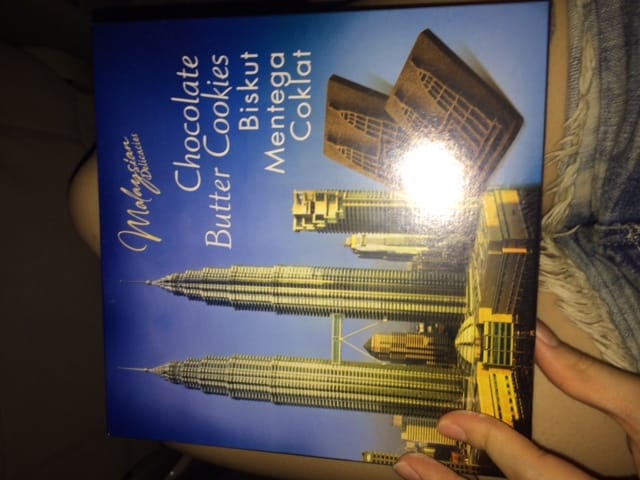 Malaysian
Delicacies
Chocolate
Butter Cookies
Biskut
Mentega
Coklat